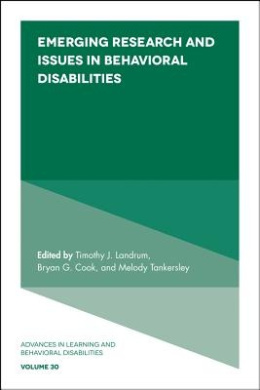 EMERGING RESEARCH AND
ISSUES IN BEHAVIORAL
DISABILITIES
Edited by Timothy J. Landrum,
Bryan G. Cook, and Melody Tankersley
ADVANCES IN LEARNING AND
BEHAVIORAL DISABILITIES
VOLUME 30